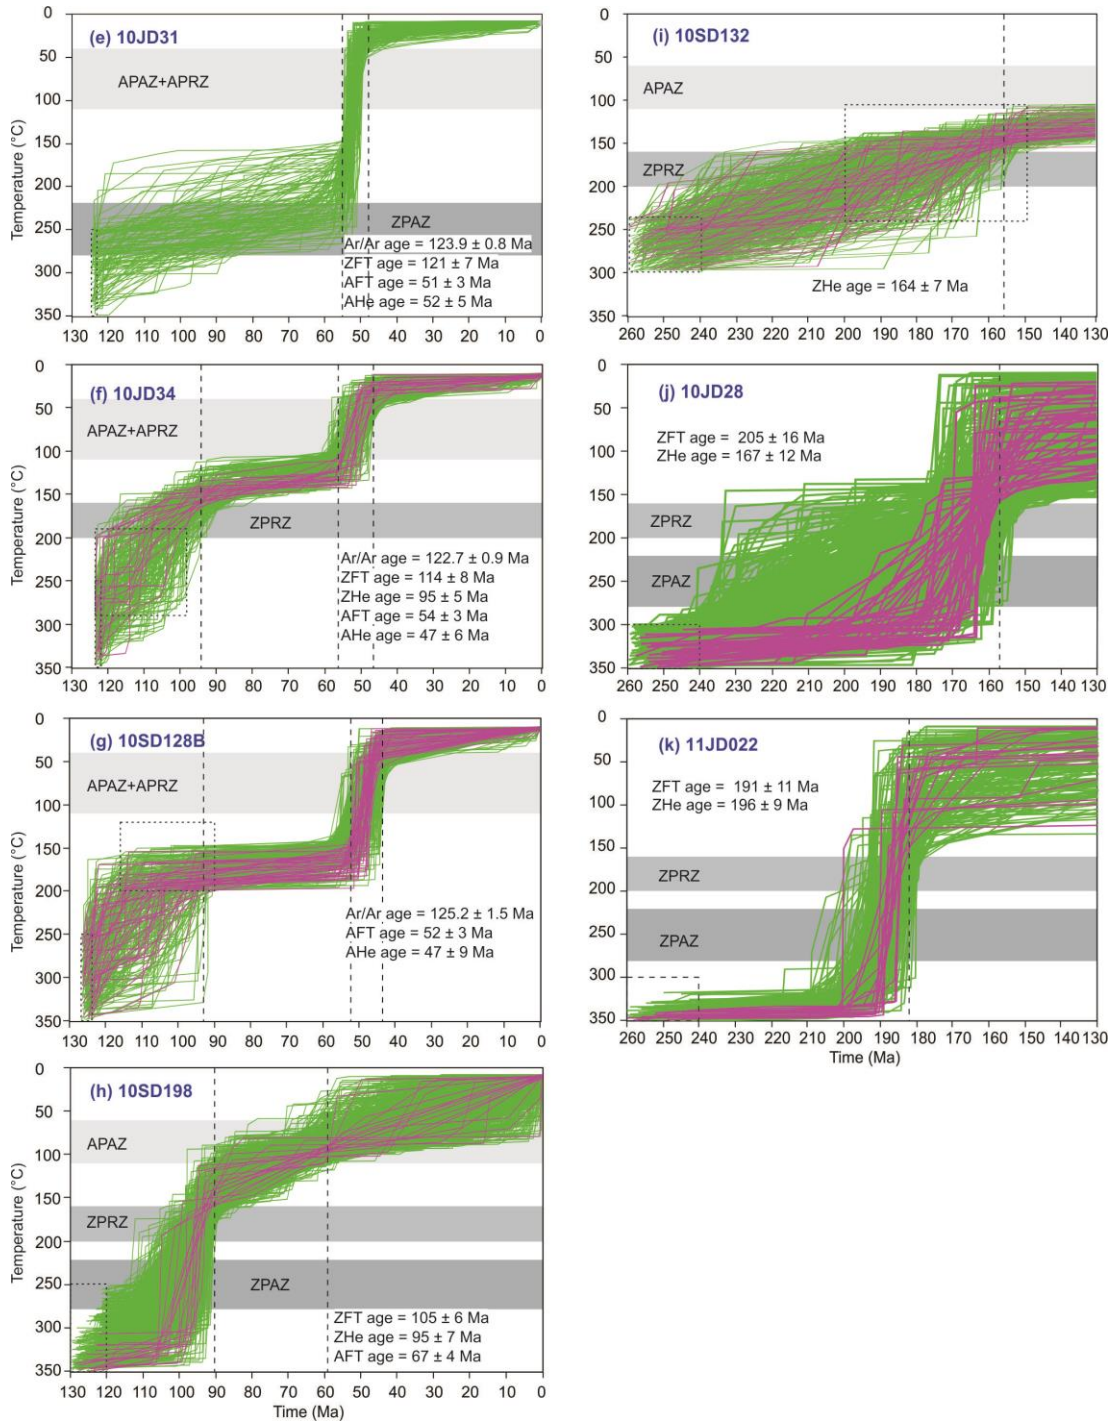 (e) 10JD31
APAZ+APRZ
ZPAZ
Ar/Ar age = 123.9 ± 0.8 Ma
ZFT age = 121 ± 7 Ma
AFT age = 51 ± 3 Ma
AHe age = 52 ± 5 Ma
Temperature (°C)
0
50
100
150
200
250
300
350
130 120 110 100 90 80 70 60 50 40 30 20 10 0
(i) 10SD132
APAZ
ZPRZ
ZHe age = 164 ± 7 Ma
Temperature (°C)
0
50
100
150
200
250
300
350
260 250 240 230 220 210 200 190 180 170 160 150 140 130
(f) 10JD34
APAZ+APRZ
ZPRZ
Ar/Ar age = 122.7 ± 0.9 Ma
ZFT age = 114 ± 8 Ma
ZHe age = 95 ± 5 Ma
AFT age = 54 ± 3 Ma
AHe age = 47 ± 6 Ma
Temperature (°C)
0
50
100
150
200
250
300
350
130 120 110 100 90 80 70 60 50 40 30 20 10 0
(j) 10JD28
ZFT age = 205 ± 16 Ma
ZHe age = 167 ± 12 Ma
ZPRZ
ZPAZ
0
50
100
150
200
250
300
350
260 250 240 230 220 210 200 190 180 170 160 150 140 130
(g) 10SD128B
APAZ+APRZ
Ar/Ar age = 125.2 ± 1.5 Ma
AFT age = 52 ± 3 Ma
AHe age = 47 ± 9 Ma
Temperature (°C)
0
50
100
150
200
250
300
350
130 120 110 100 90 80 70 60 50 40 30 20 10 0
(k) 11JD022
ZFT age = 191 ± 11 Ma
ZHe age = 196 ± 9 Ma
ZPRZ
ZPAZ
0
50
100
150
200
250
300
350
260 250 240 230 220 210 200 190 180 170 160 150 140 130
Time (Ma)
(h) 10SD198
APAZ
ZPRZ
ZPAZ
ZFT age = 105 ± 6 Ma
ZHe age = 95 ± 7 Ma
AFT age = 67 ± 4 Ma
Temperature (°C)
0
50
100
150
200
250
300
350
130 120 110 100 90 80 70 60 50 40 30 20 10 0
Time (Ma)